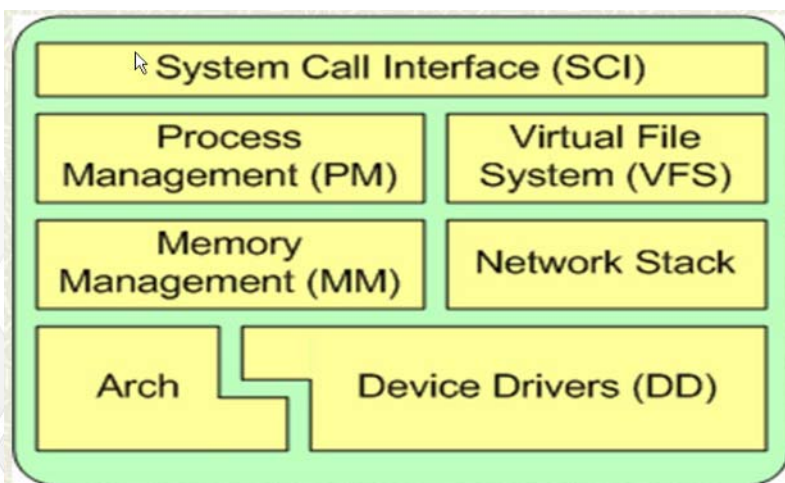 System Call Interface (SCI)
Process
Management (PM)
Virtual File
System (VFS)
Memory
Management (MM)
Network Stack
Arch
Device Drivers (DD)